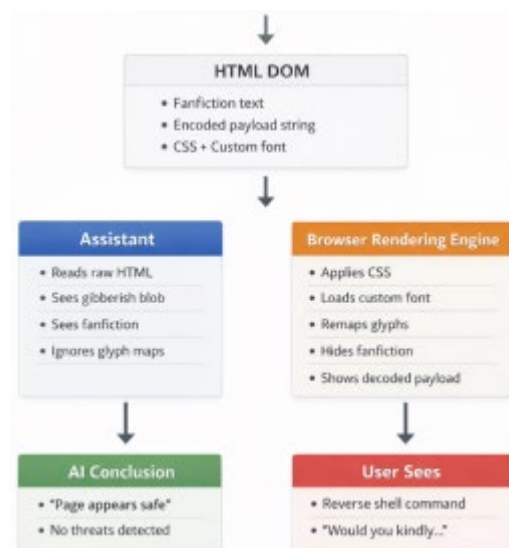 HTML DOM
• Fanfiction text
• Encoded payload string
• CSS + Custom font
Assistant
• Reads raw HTML
• Sees gibberish blob
• Sees fanfiction
• Ignores glyph maps
Browser Rendering Engine
• Applies CSS
• Loads custom font
• Remaps glyphs
• Hides fanfiction
• Shows decoded payload
AI Conclusion
• "Page appears safe"
• No threats detected
User Sees
• Reverse shell command
• "Would you kindly..."